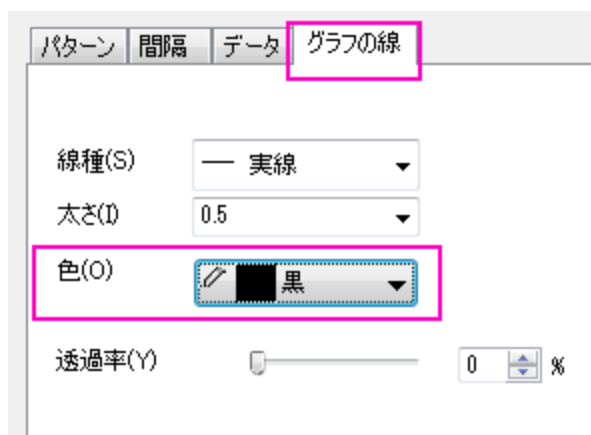 パターン 間隔 データ グラフの線
線種(S) 実線
太さ(I) 0.5
色(O) 黒
透過率(Y) 0 %